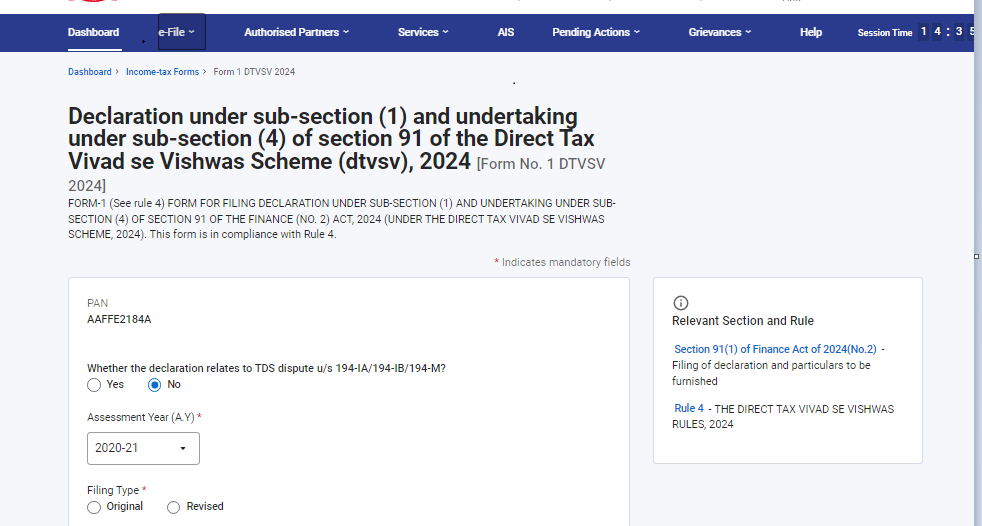 Dashboard e-File Authorised Partners Services AIS Pending Actions Grievances Help Session Time 1 4 : 3 5
Dashboard > Income-tax Forms > Form 1 DTVSV 2024
Declaration under sub-section (1) and undertaking
under sub-section (4) of section 91 of the Direct Tax
Vivad se Vishwas Scheme (dtvsv), 2024 [Form No. 1 DTVSV
2024]
FORM-1 (See rule 4) FORM FOR FILING DECLARATION UNDER SUB-SECTION (1) AND UNDERTAKING UNDER SUB-
SECTION (4) OF SECTION 91 OF THE FINANCE (NO. 2) ACT, 2024 (UNDER THE DIRECT TAX VIVAD SE VISHWAS
SCHEME, 2024). This form is in compliance with Rule 4.
* Indicates mandatory fields
PAN
AAFFE2184A
Whether the declaration relates to TDS dispute u/s 194-IA/194-IB/194-M?
Yes No
Assessment Year (A.Y) *
2020-21
Filing Type *
Original Revised
Relevant Section and Rule
Section 91(1) of Finance Act of 2024(No.2) -
Filing of declaration and particulars to be
furnished
Rule 4 - THE DIRECT TAX VIVAD SE VISHWAS
RULES, 2024